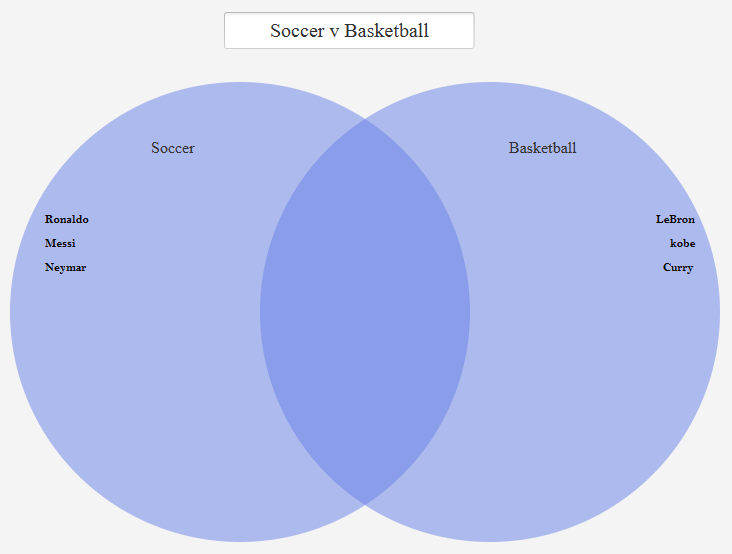 Soccer v Basketball
Soccer
Basketball
Ronaldo
Messi
Neymar
LeBron
kobe
Curry